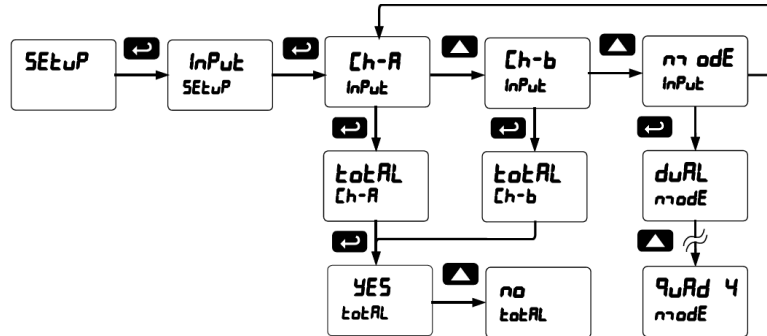 SEtuP
InPut
SEtuP
Ch-A
InPut
Ch-b
InPut
modE
InPut
totAL
Ch-A
totAL
Ch-b
duAL
modE
YES
totAL
no
totAL
quAd 4
modE